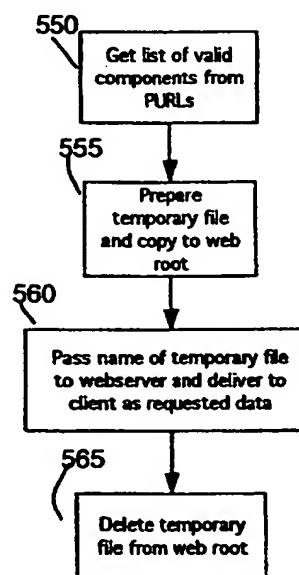 550
Get list of valid
components from
PURLs
555
Prepare
temporary file
and copy to web
root
560
Pass name of temporary file
to webserver and deliver to
client as requested data
565
Delete temporary
file from web root